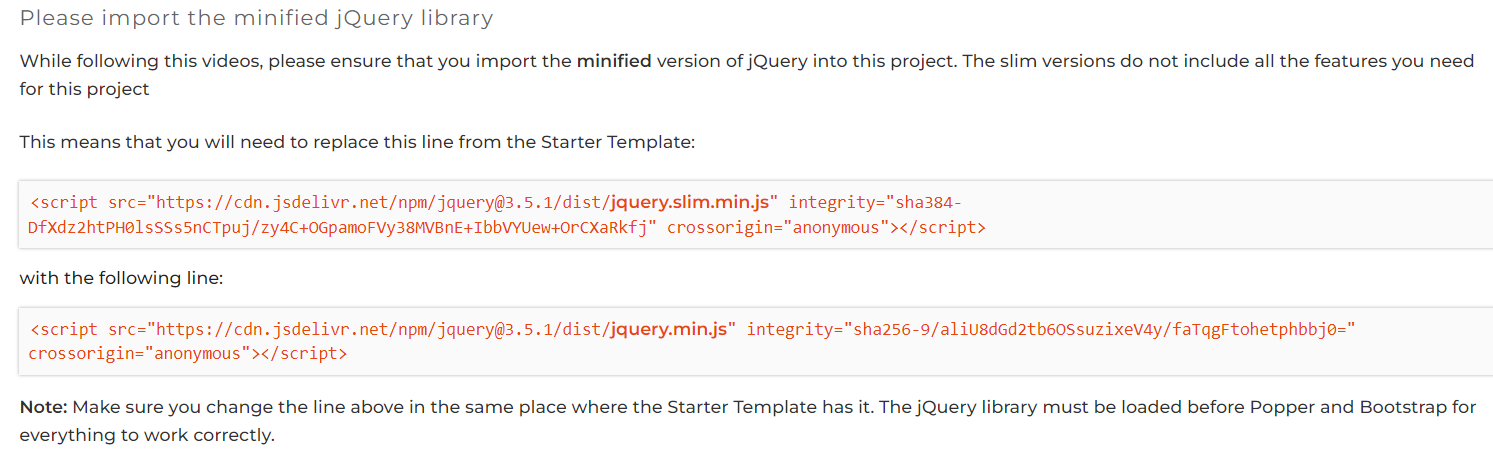 Please import the minified jQuery library
While following this videos, please ensure that you import the minified version of jQuery into this project. The slim versions do not include all the features you need
for this project
This means that you will need to replace this line from the Starter Template:
<script src="https://cdn.jsdelivr.net/npm/jquery@3.5.1/dist/jquery.slim.min.js" integrity="sha384-
DfXdz2htPH0lsSSs5nCTpuj/zy4C+OGpamoFVy38MVBnE+IbbVYUew+OrCXaRkfj" crossorigin="anonymous"></script>
with the following line:
<script src="https://cdn.jsdelivr.net/npm/jquery@3.5.1/dist/jquery.min.js" integrity="sha256-9/aliU8dGd2tb6OSsuzixeV4y/faTqgFtohetphbbj0="
crossorigin="anonymous"></script>
Note: Make sure you change the line above in the same place where the Starter Template has it. The jQuery library must be loaded before Popper and Bootstrap for
everything to work correctly.